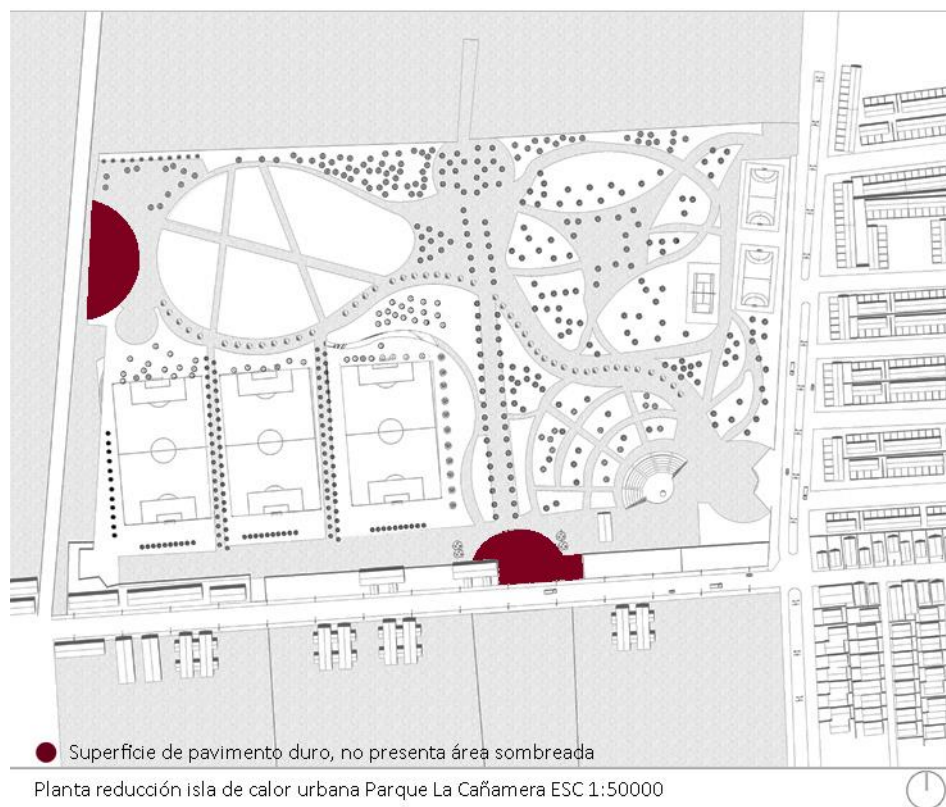 Superficie de pavimento duro, no presenta área sombreada
Planta reducción isla de calor urbana Parque La Cañamera ESC 1:50000